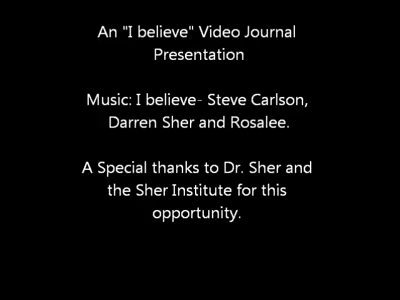 An "I believe" Video Journal
Presentation
Music: I believe- Steve Carlson,
Darren Sher and Rosalee.
A Special thanks to Dr. Sher and
the Sher Institute for this
opportunity.